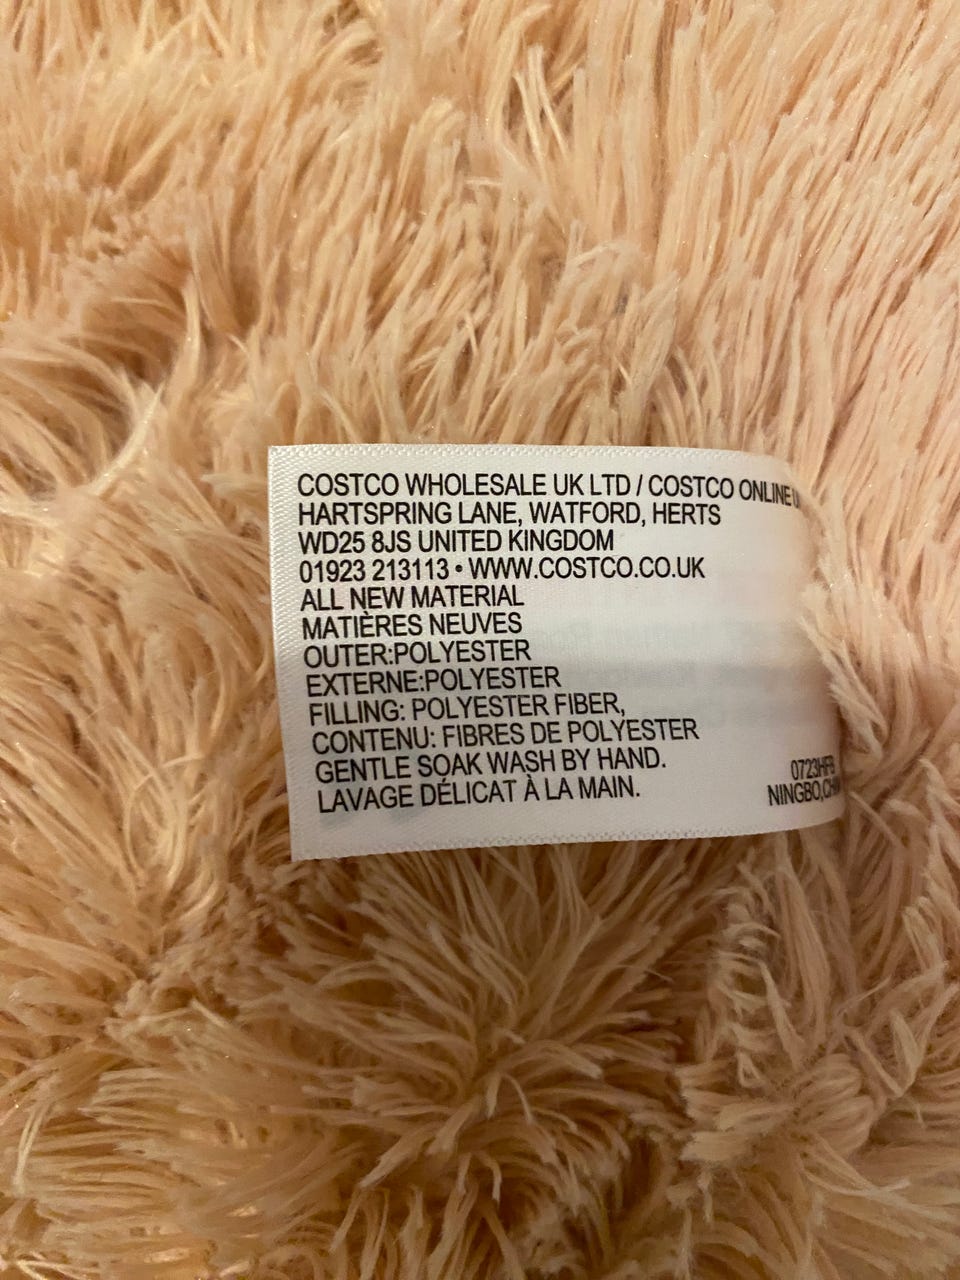 COSTCO WHOLESALE UK LTD / COSTCO ONLINE
HARTSPRING LANE, WATFORD, HERTS
WD25 8JS UNITED KINGDOM
01923 213113 • WWW.COSTCO.CO.UK
ALL NEW MATERIAL
MATIÈRES NEUVES
OUTER:POLYESTER
EXTERNE:POLYESTER
FILLING: POLYESTER FIBER,
CONTENU: FIBRES DE POLYESTER
GENTLE SOAK WASH BY HAND.
LAVAGE DÉLICAT À LA MAIN.
0723HFB
NINGBO,